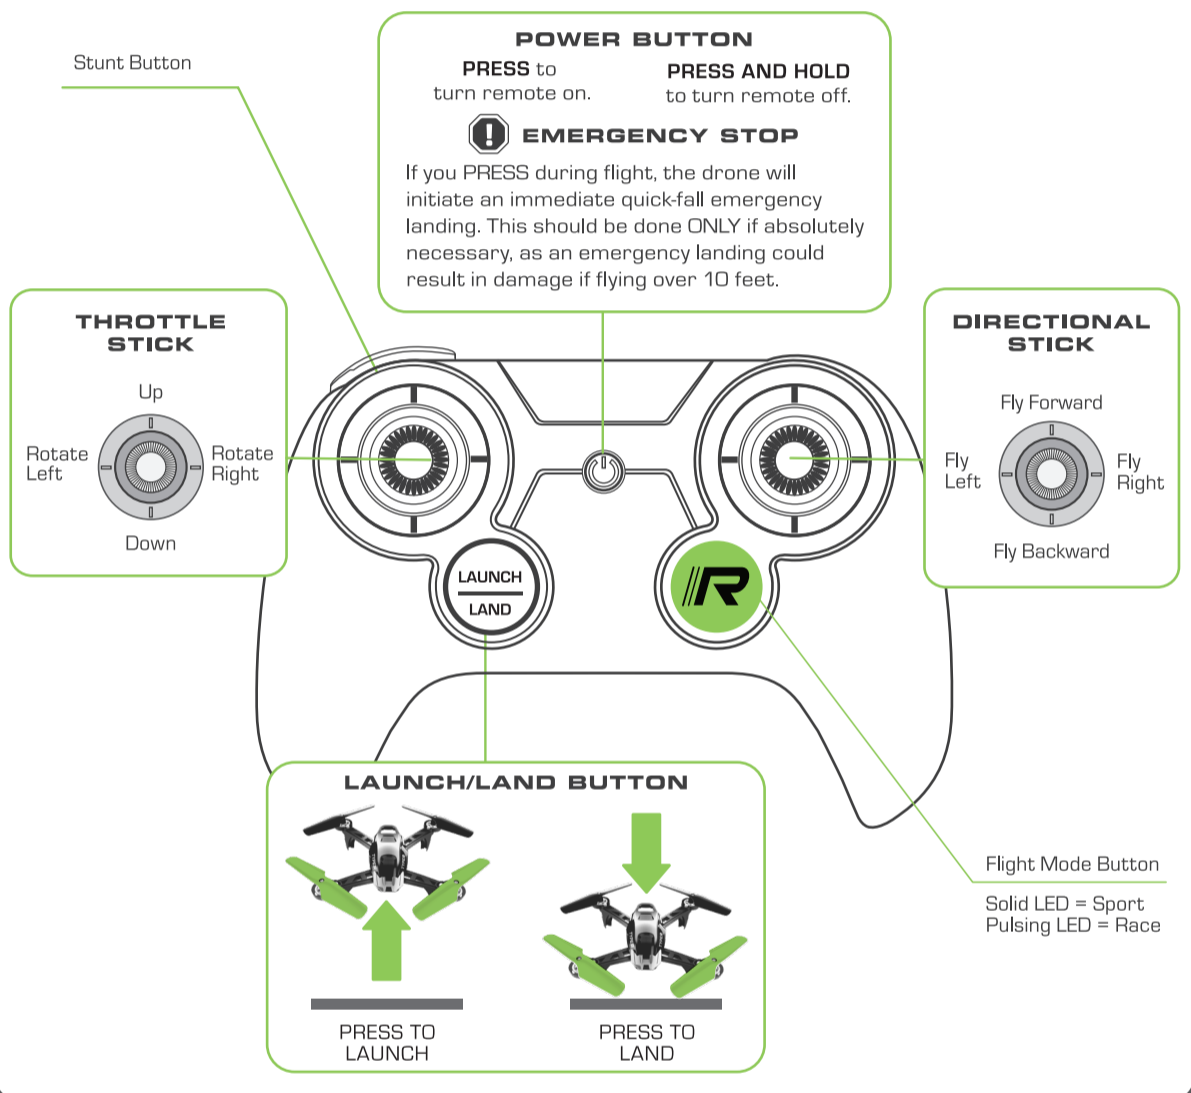 Stunt Button
POWER BUTTON
PRESS to
turn remote on.
PRESS AND HOLD
to turn remote off.
EMERGENCY STOP
If you PRESS during flight, the drone will
initiate an immediate quick-fall emergency
landing. This should be done ONLY if absolutely
necessary, as an emergency landing could
result in damage if flying over 10 feet.
THROTTLE
STICK
Up
Rotate
Left
Rotate
Right
Down
DIRECTIONAL
STICK
Fly Forward
Fly
Left
Fly
Right
Fly Backward
LAUNCH
LAND
R
LAUNCH/LAND BUTTON
PRESS TO
LAUNCH
PRESS TO
LAND
Flight Mode Button
Solid LED = Sport
Pulsing LED = Race